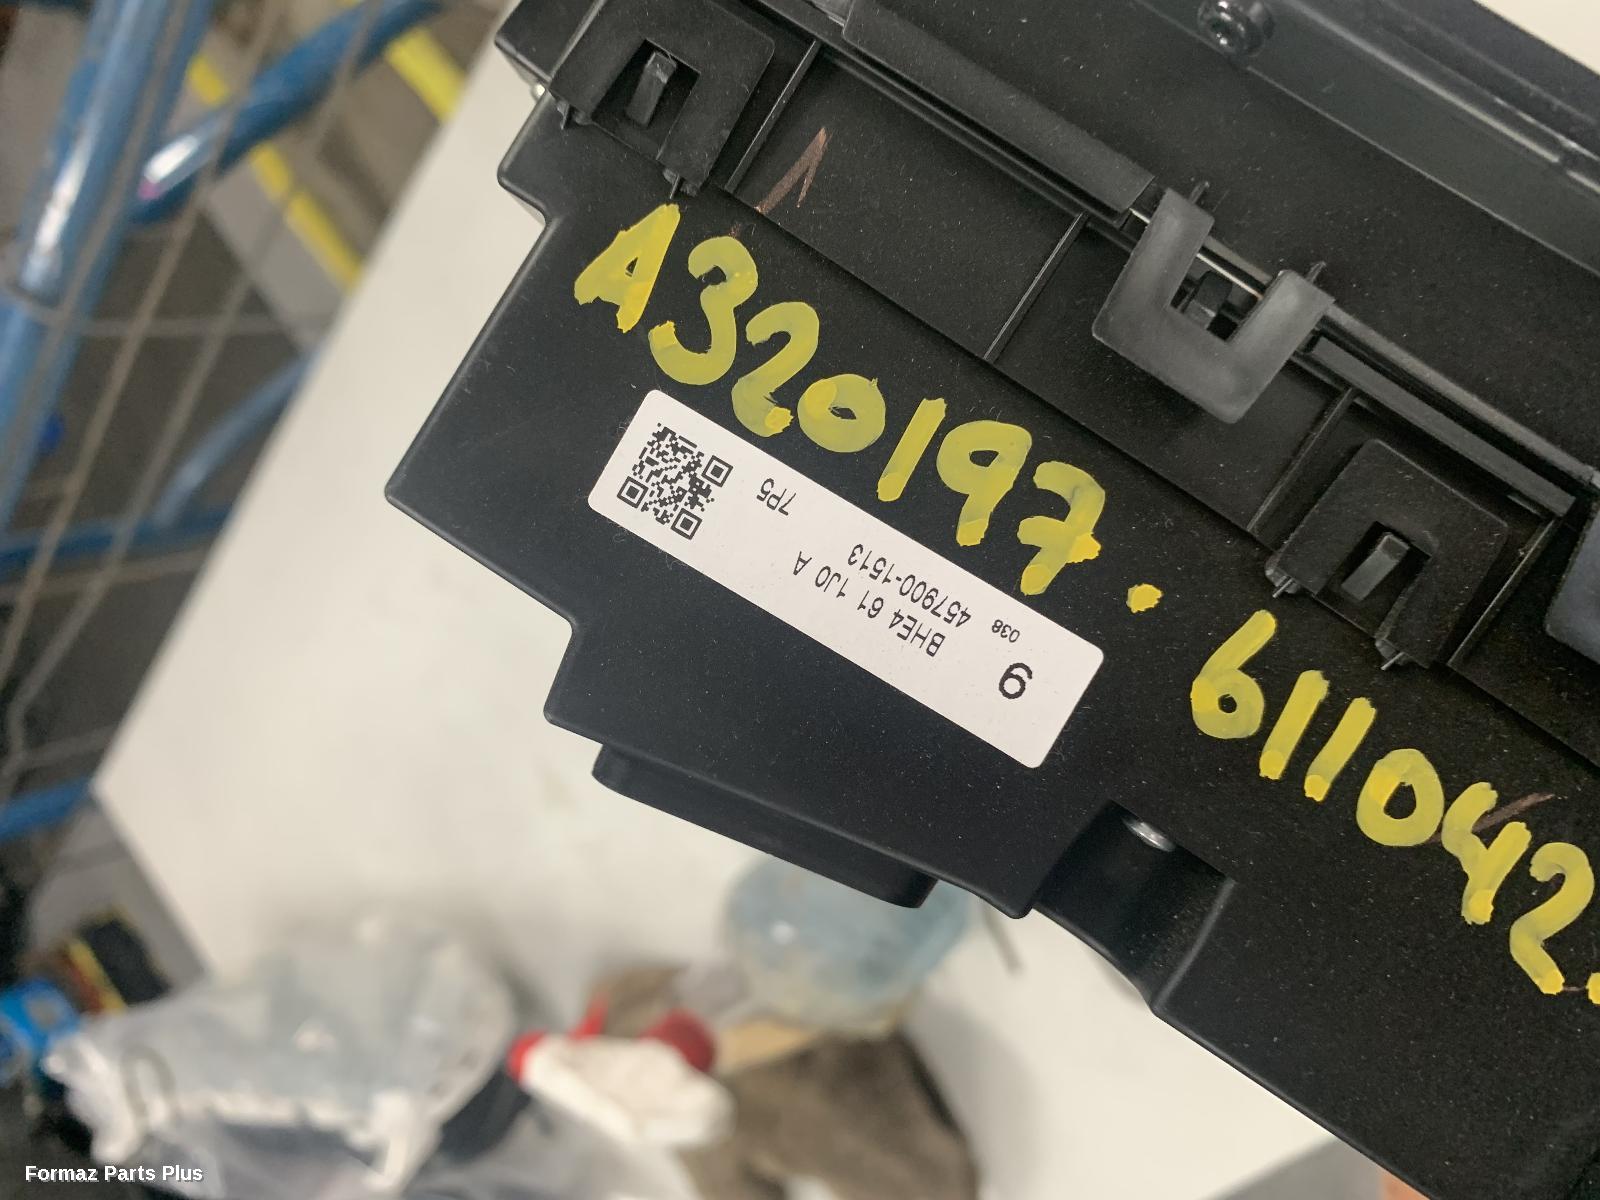 A320197.
611042.
7P5
BHE4 61 1J0 A
457900-1513
038
9
Formaz Parts Plus